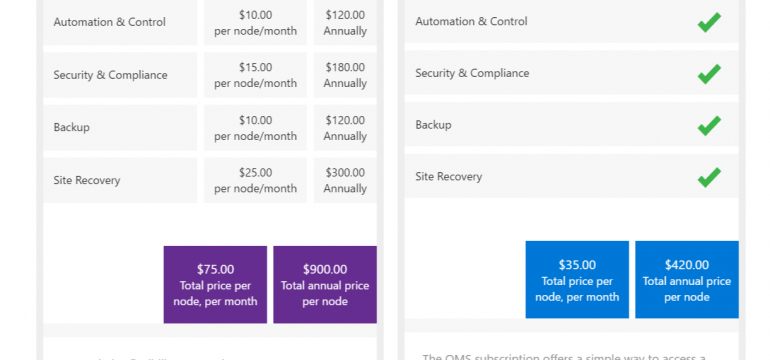 Automation & Control
$10.00
per node/month
$120.00
Annually
Security & Compliance
$15.00
per node/month
$180.00
Annually
Backup
$10.00
per node/month
$120.00
Annually
Site Recovery
$25.00
per node/month
$300.00
Annually
$75.00
Total price per
node, per month
$900.00
Total annual price
per node
Automation & Control
Security & Compliance
Backup
Site Recovery
$35.00
Total price per
node, per month
$420.00
Total annual price
per node
The OMS subscription offers a simple way to access a